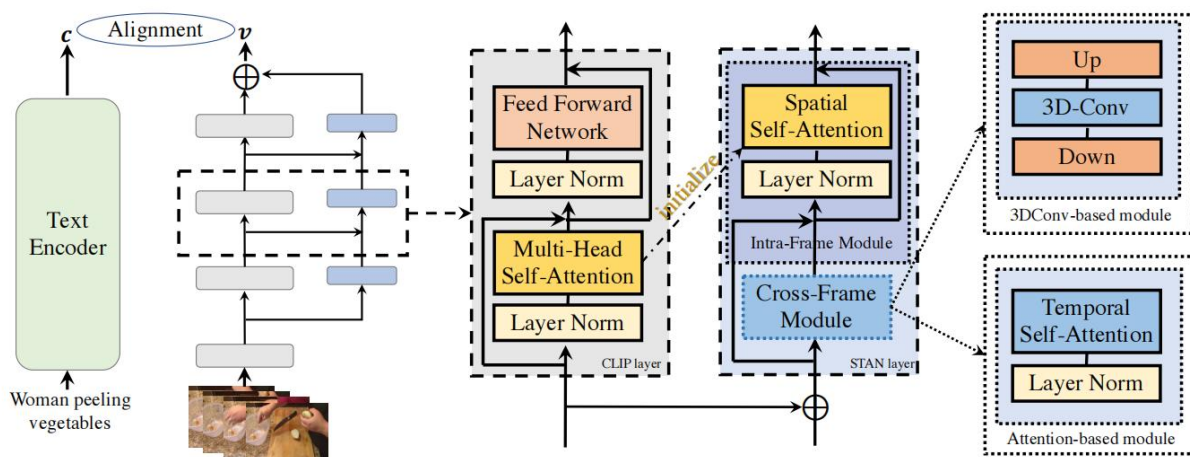 c
Alignment
v
Text
Encoder
Woman peeling
vegetables
Feed Forward
Network
Layer Norm
Multi-Head
Self-Attention
Layer Norm
CLIP layer
initialize
Spatial
Self-Attention
Layer Norm
Intra-Frame Module
Cross-Frame
Module
STAN layer
Up
3D-Conv
Down
3DConv-based module
Temporal
Self-Attention
Layer Norm
Attention-based module